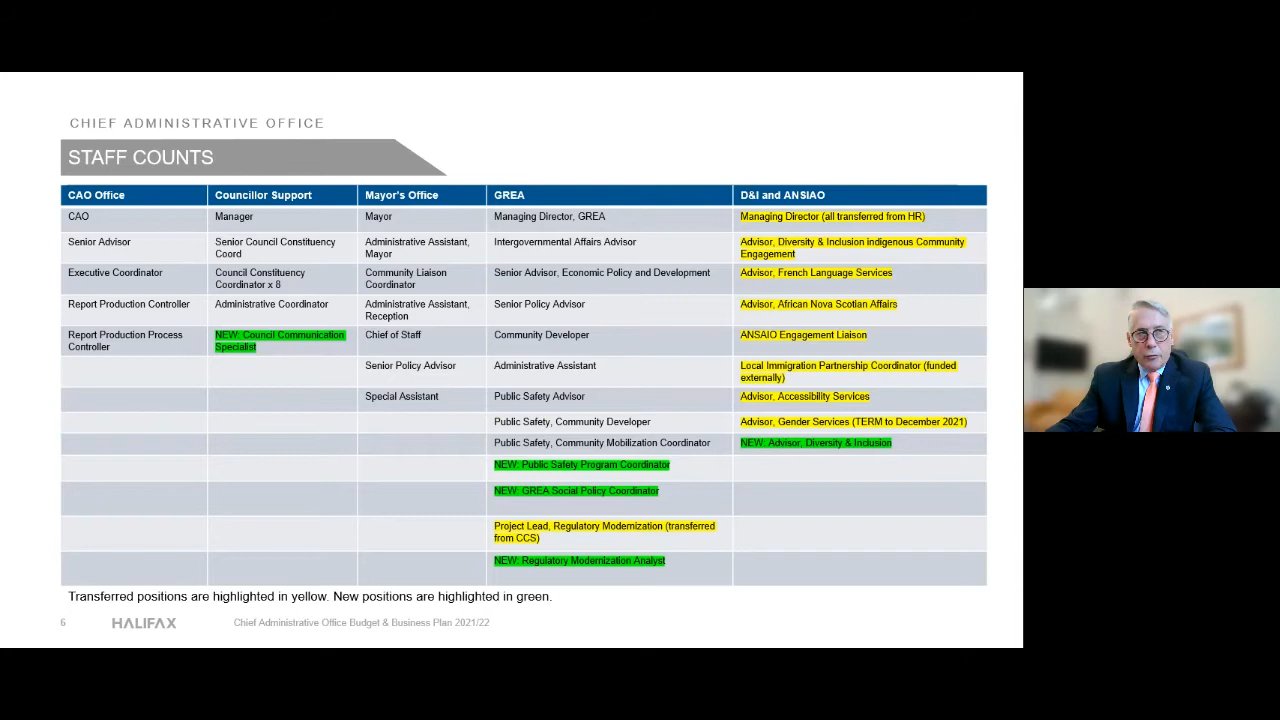 CHIEF ADMINISTRATIVE OFFICE
STAFF COUNTS
CAO Office Councillor Support Mayor's Office GREA D&I and ANSIAO
CAO Manager Mayor Managing Director, GREA Managing Director (all transferred from HR)
Senior Advisor Senior Council Constituency Administrative Assistant, Intergovernmental Affairs Advisor Advisor, Diversity & Inclusion indigenous Community
Coord Mayor Engagement
Executive Coordinator Council Constituency Community Liaison Senior Advisor, Economic Policy and Development Advisor, French Language Services
Coordinator x 8 Coordinator
Report Production Controller Administrative Coordinator Administrative Assistant, Senior Policy Advisor Advisor, African Nova Scotian Affairs
Reception
Report Production Process NEW: Council Communication Chief of Staff Community Developer ANSAIO Engagement Liaison
Controller Specialist
Senior Policy Advisor Administrative Assistant Local Immigration Partnership Coordinator (funded
externally)
Special Assistant Public Safety Advisor Advisor, Accessibility Services
Public Safety, Community Developer Advisor, Gender Services (TERM to December 2021)
Public Safety, Community Mobilization Coordinator NEW: Advisor, Diversity & Inclusion
NEW: Public Safety Program Coordinator
NEW: GREA Social Policy Coordinator
Project Lead, Regulatory Modernization (transferred
from CCS)
NEW: Regulatory Modernization Analyst
Transferred positions are highlighted in yellow. New positions are highlighted in green.
6 HALIFAX Chief Administrative Office Budget & Business Plan 2021/22